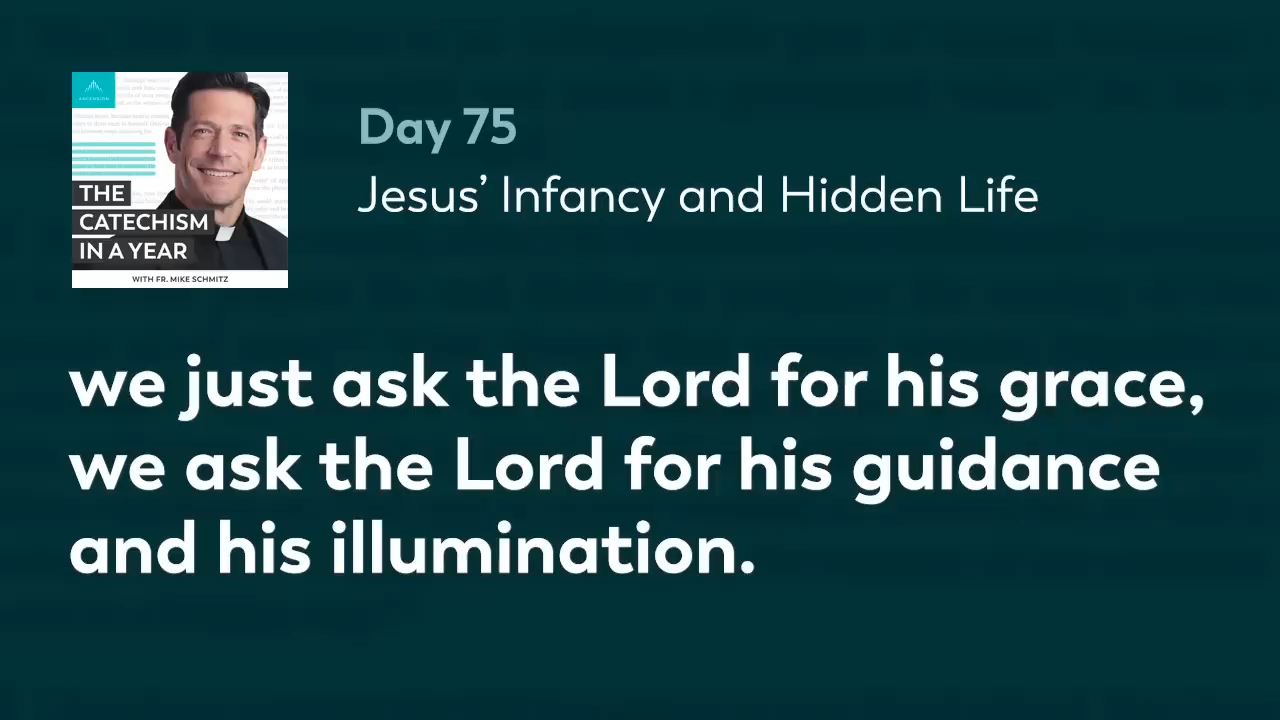 ASCENSION
THE
CATECHISM
IN A YEAR
WITH FR. MIKE SCHMITZ
Day 75
Jesus’ Infancy and Hidden Life
we just ask the Lord for his grace,
we ask the Lord for his guidance
and his illumination.